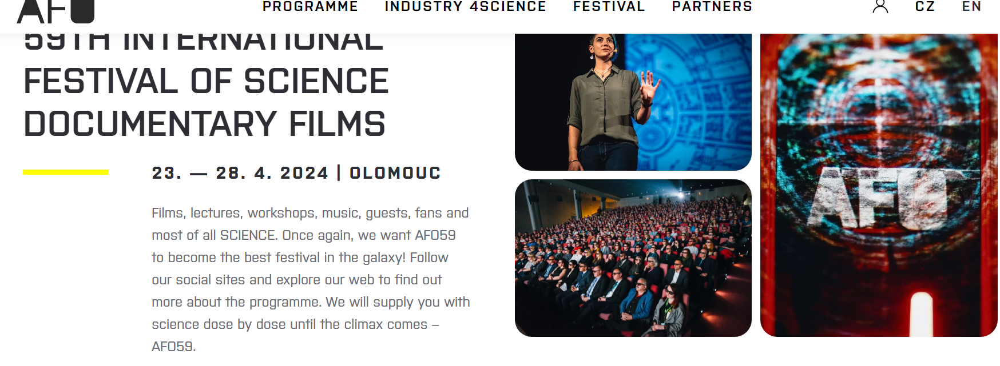 AFO
PROGRAMME
INDUSTRY 4SCIENCE
FESTIVAL
PARTNERS
CZ
EN
59TH INTERNATIONAL
FESTIVAL OF SCIENCE
DOCUMENTARY FILMS
23. — 28. 4. 2024 | OLOMOUC
Films, lectures, workshops, music, guests, fans and
most of all SCIENCE. Once again, we want AFO59
to become the best festival in the galaxy! Follow
our social sites and explore our web to find out
more about the programme. We will supply you with
science dose by dose until the climax comes –
AFO59.
AFO